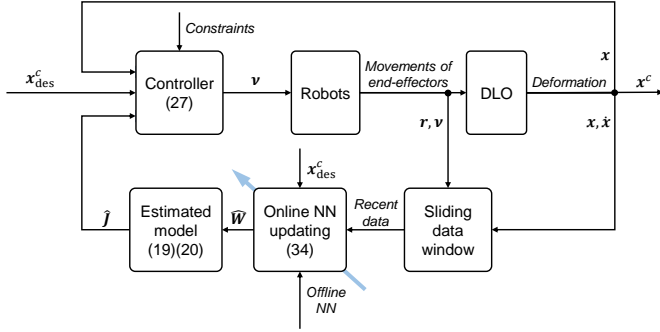 Constraints
x
x^c_des
Controller
(27)
ν
Robots
Movements of
end-effectors
DLO
Deformation
x^c
r, ν
x, ẋ
x^c_des
Ĵ
Estimated
model
(19)(20)
Ŵ
Online NN
updating
(34)
Recent
data
Sliding
data
window
Offline
NN